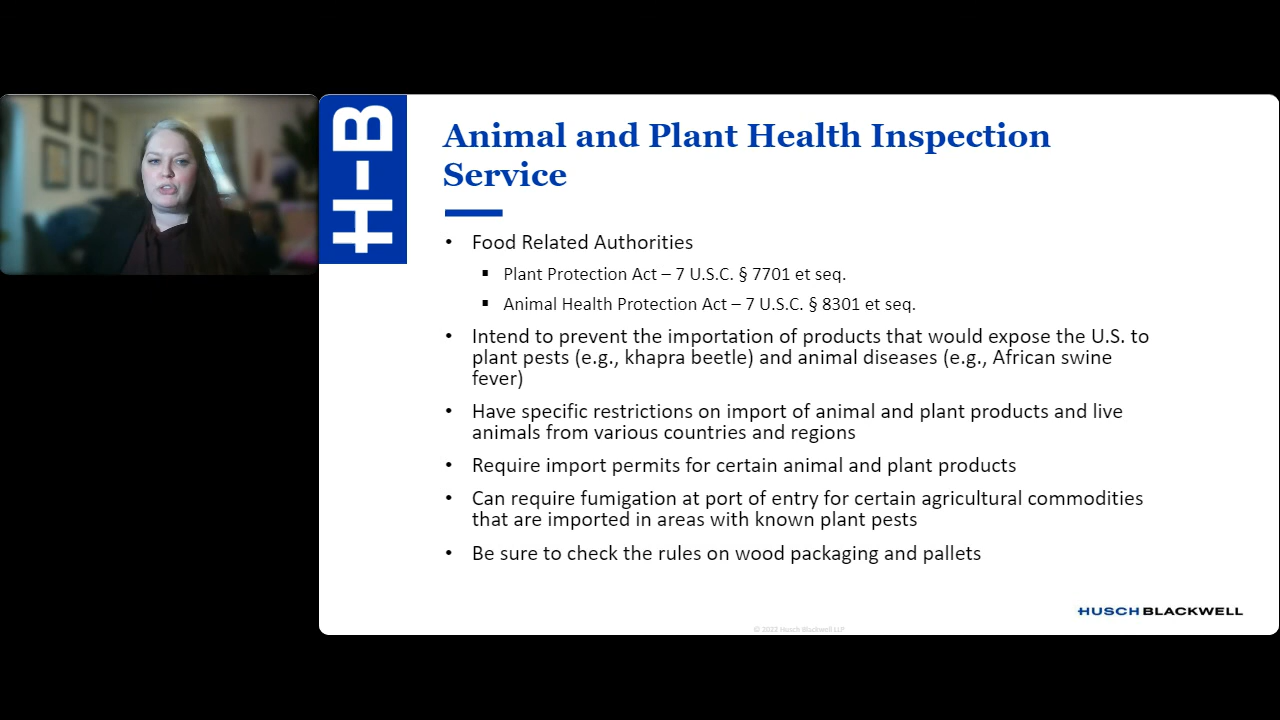 H-B
Animal and Plant Health Inspection
Service
• Food Related Authorities
▪ Plant Protection Act – 7 U.S.C. § 7701 et seq.
▪ Animal Health Protection Act – 7 U.S.C. § 8301 et seq.
• Intend to prevent the importation of products that would expose the U.S. to
plant pests (e.g., khapra beetle) and animal diseases (e.g., African swine
fever)
• Have specific restrictions on import of animal and plant products and live
animals from various countries and regions
• Require import permits for certain animal and plant products
• Can require fumigation at port of entry for certain agricultural commodities
that are imported in areas with known plant pests
• Be sure to check the rules on wood packaging and pallets
HUSCH BLACKWELL
© 2022 Husch Blackwell LLP